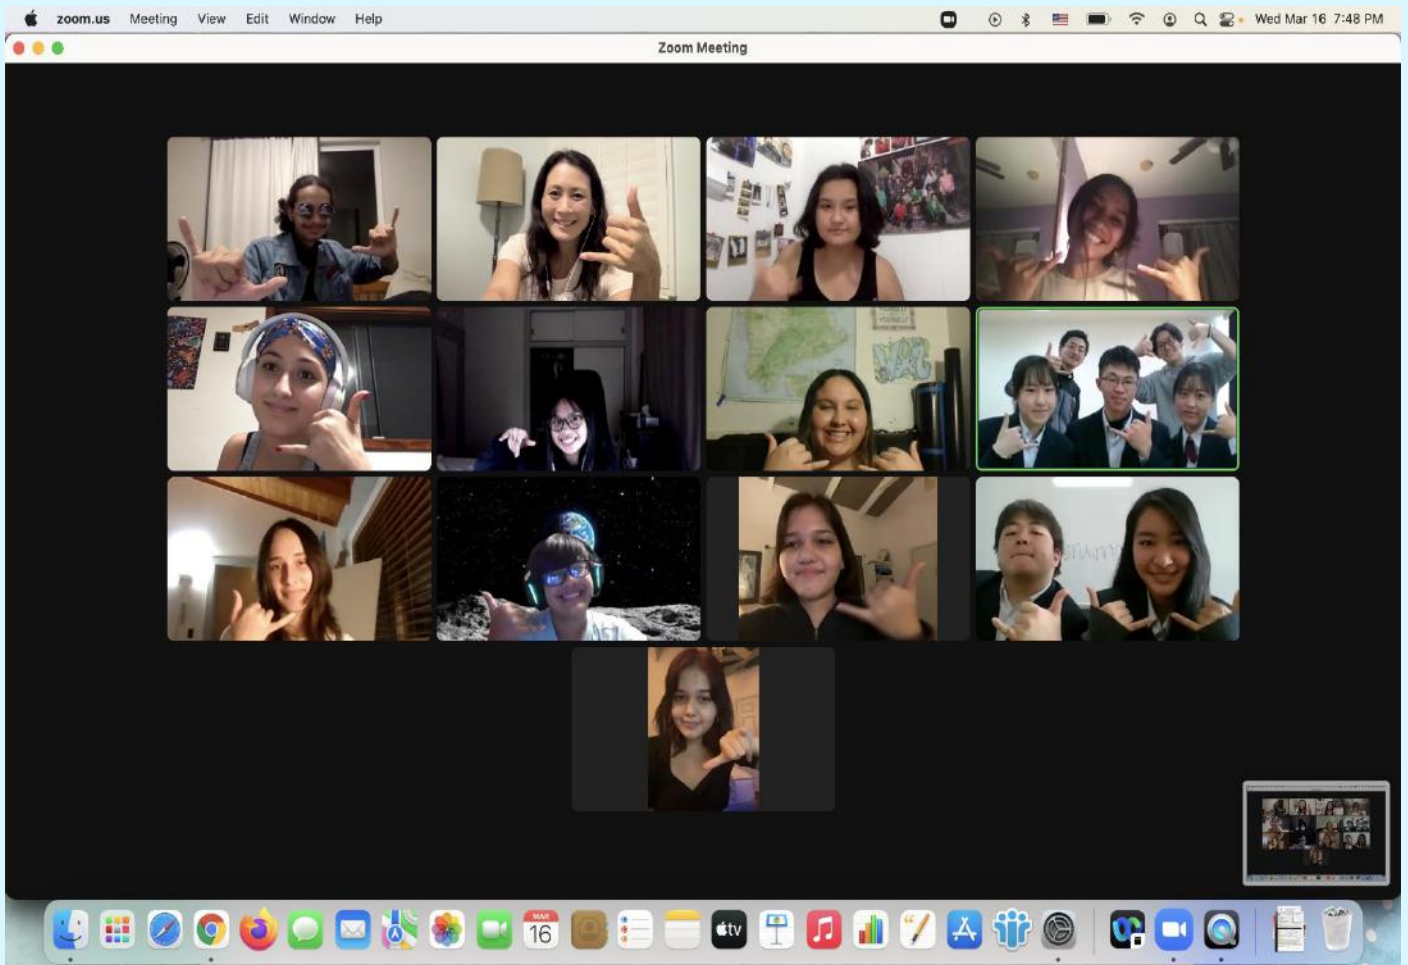 zoom.us Meeting View Edit Window Help Wed Mar 16 7:48 PM
Zoom Meeting
MAR
16
tv